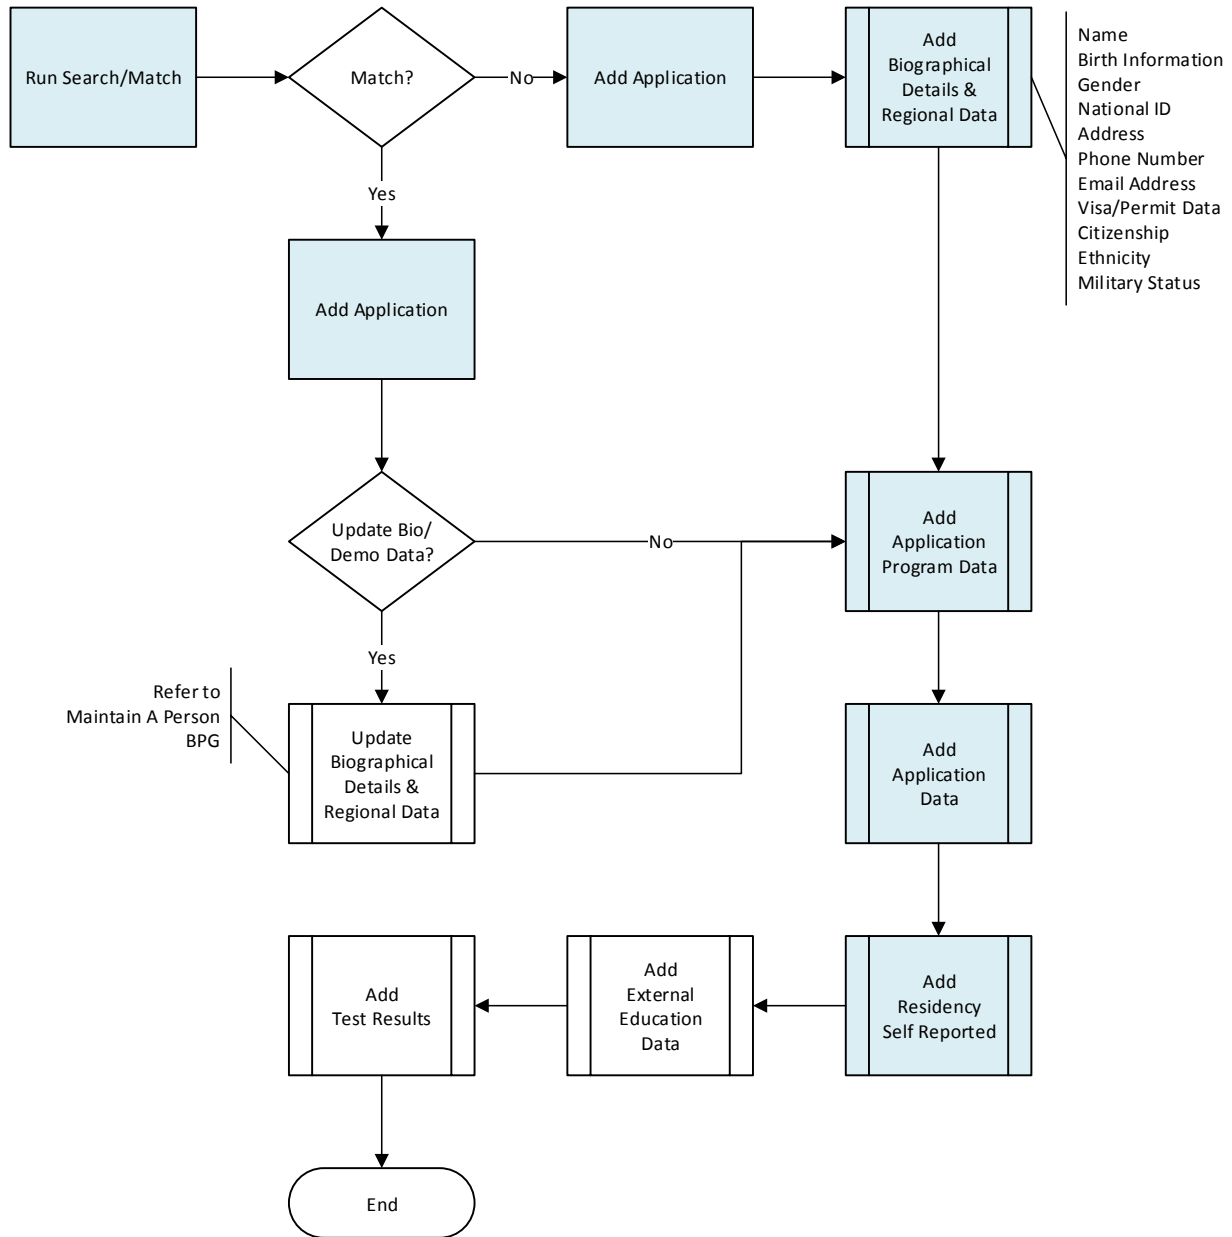 Run Search/Match
Match?
No
Add Application
Add
Biographical
Details &
Regional Data
Name
Birth Information
Gender
National ID
Address
Phone Number
Email Address
Visa/Permit Data
Citizenship
Ethnicity
Military Status
Yes
Add Application
Update Bio/
Demo Data?
No
Add
Application
Program Data
Yes
Refer to
Maintain A Person
BPG
Update
Biographical
Details &
Regional Data
Add
Application
Data
Add
Test Results
Add
External
Education
Data
Add
Residency
Self Reported
End